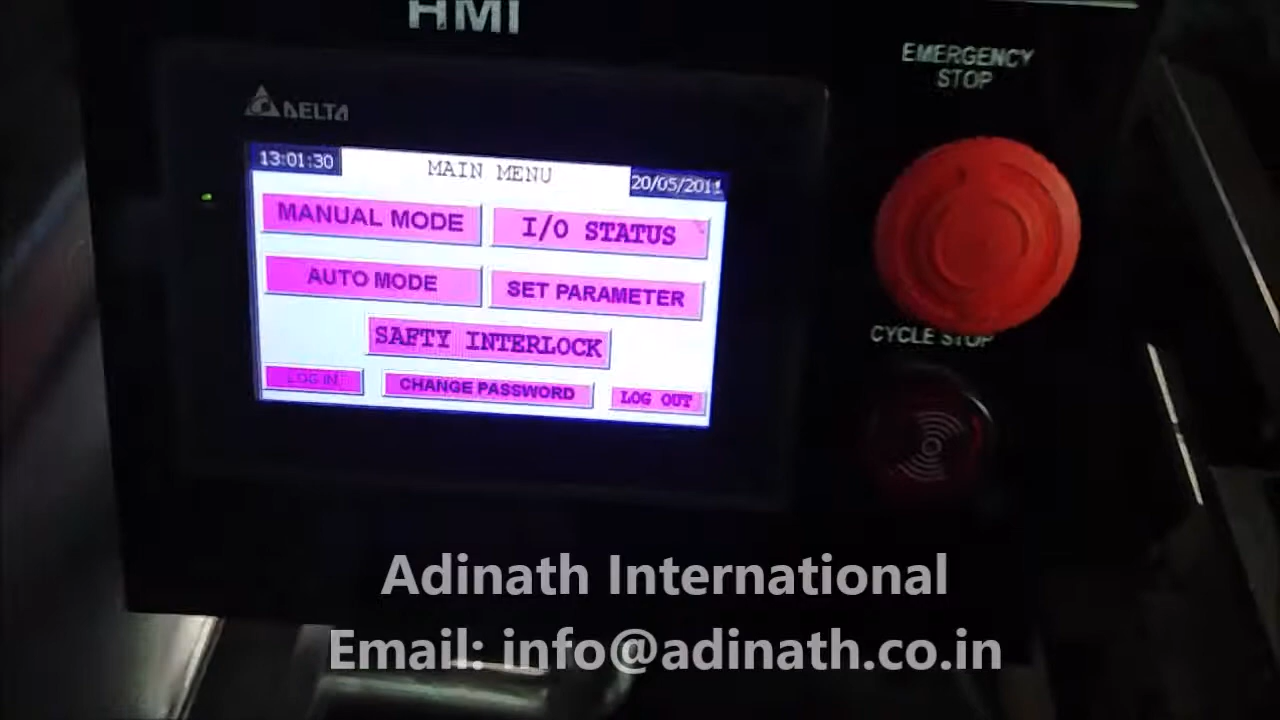 HMI
EMERGENCY
STOP
DELTA
13:01:30
MAIN MENU
20/05/2011
MANUAL MODE
I/O STATUS
AUTO MODE
SET PARAMETER
SAFTY INTERLOCK
LOG IN
CHANGE PASSWORD
LOG OUT
CYCLE STOP
Adinath International
Email: info@adinath.co.in